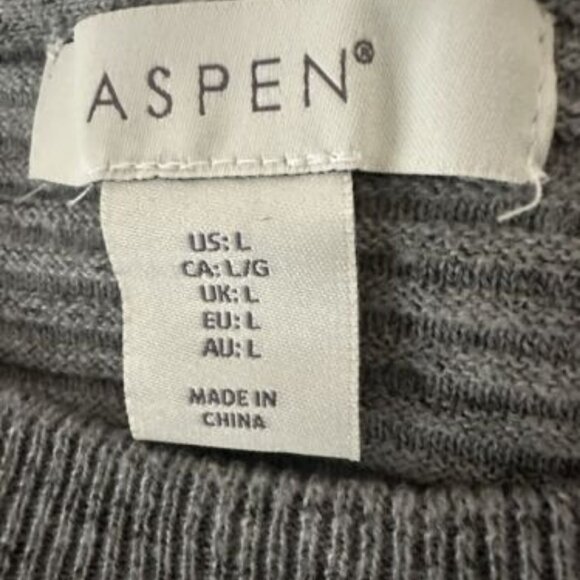 ASPEN®
US: L
CA: L/G
UK: L
EU: L
AU: L
MADE IN
CHINA